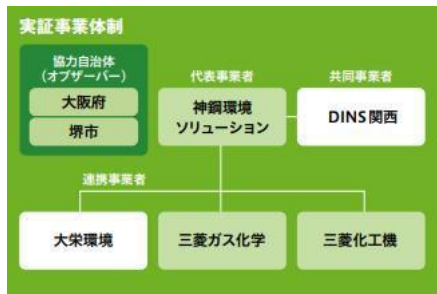 実証事業体制
協力自治体
(オブザーバー)
大阪府
堺市
代表事業者
神鋼環境
ソリューション
共同事業者
DINS関西
連携事業者
大栄環境
三菱ガス化学
三菱化工機